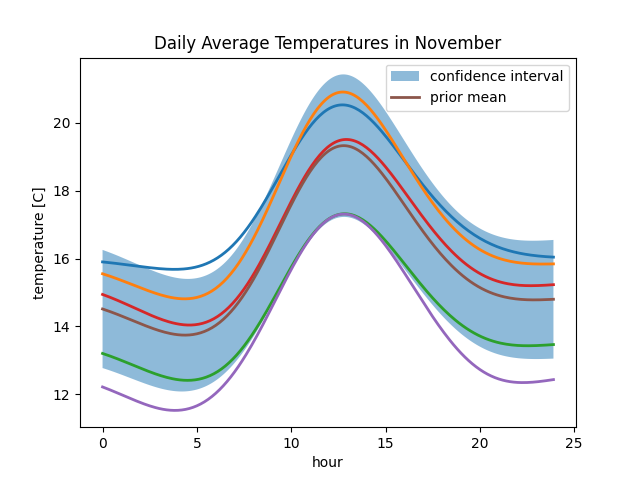 Daily Average Temperatures in November
confidence interval
prior mean
temperature [C]
20
18
16
14
12
0 5 10 15 20 25
hour